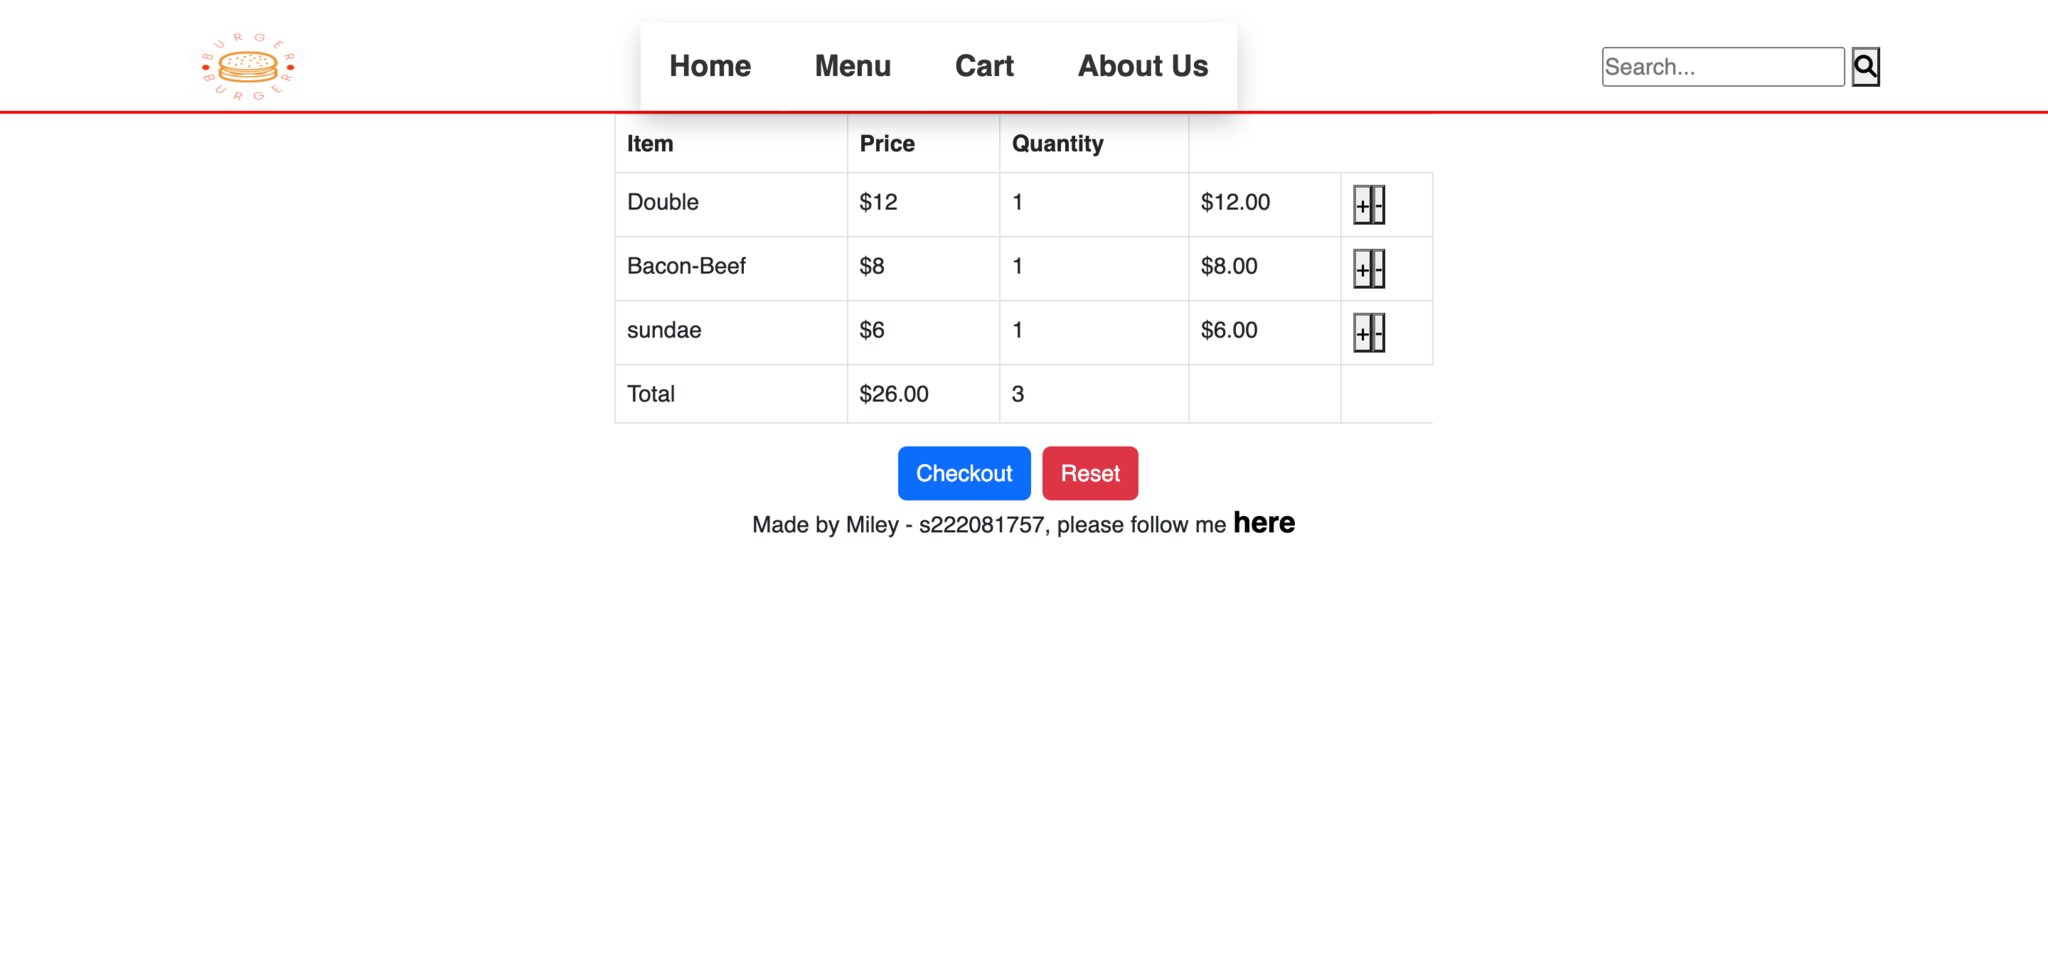 BURGER
BURGER
Home Menu Cart About Us
Search...
Item Price Quantity
Double $12 1 $12.00 + -
Bacon-Beef $8 1 $8.00 + -
sundae $6 1 $6.00 + -
Total $26.00 3
Checkout Reset
Made by Miley - s222081757, please follow me here